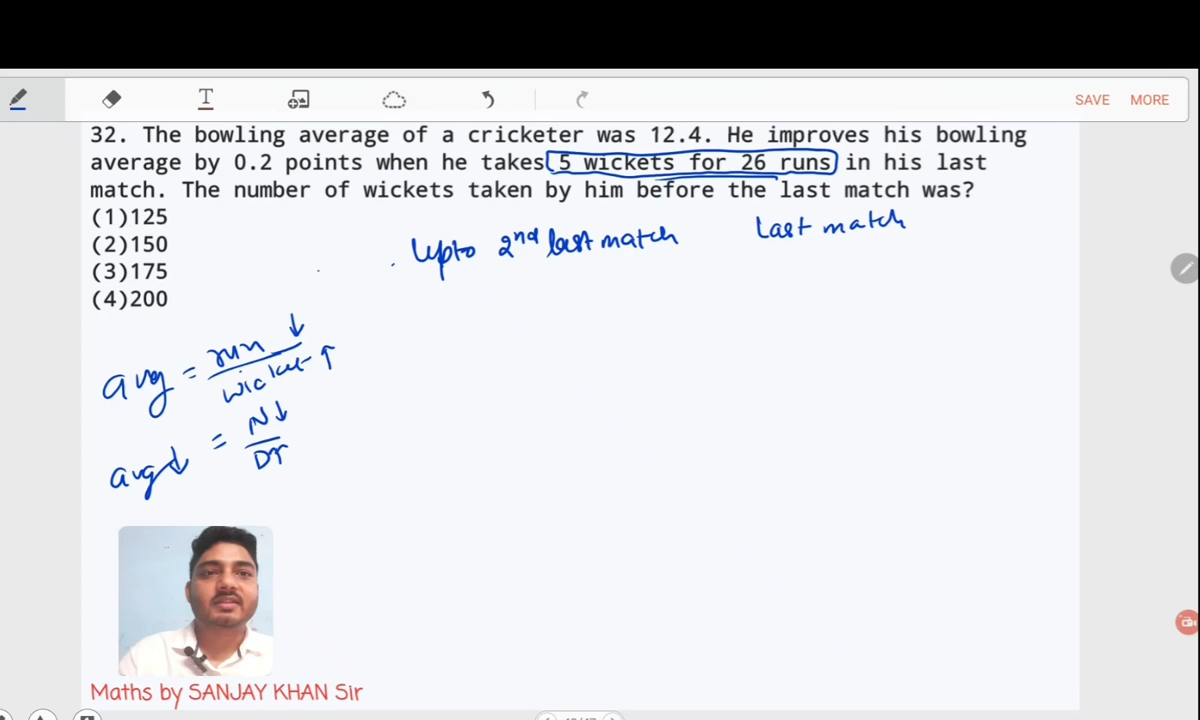 T
SAVE MORE
32. The bowling average of a cricketer was 12.4. He improves his bowling
average by 0.2 points when he takes 5 wickets for 26 runs in his last
match. The number of wickets taken by him before the last match was?
(1)125
(2)150
(3)175
(4)200
Upto 2nd last match
Last match
avg = run ↓
wicket ↑
avg ↓ = N↓
Dr
Maths by SANJAY KHAN Sir